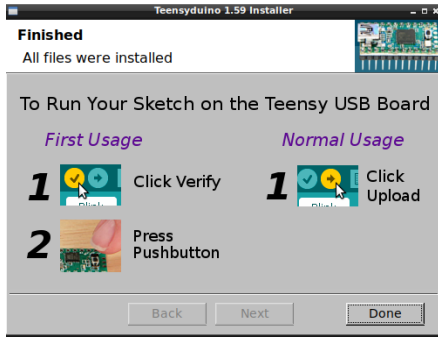 Teensyduino 1.59 Installer
Finished
All files were installed
To Run Your Sketch on the Teensy USB Board
First Usage
Normal Usage
1
Click Verify
1
Click
Upload
2
Press
Pushbutton
Back
Next
Done